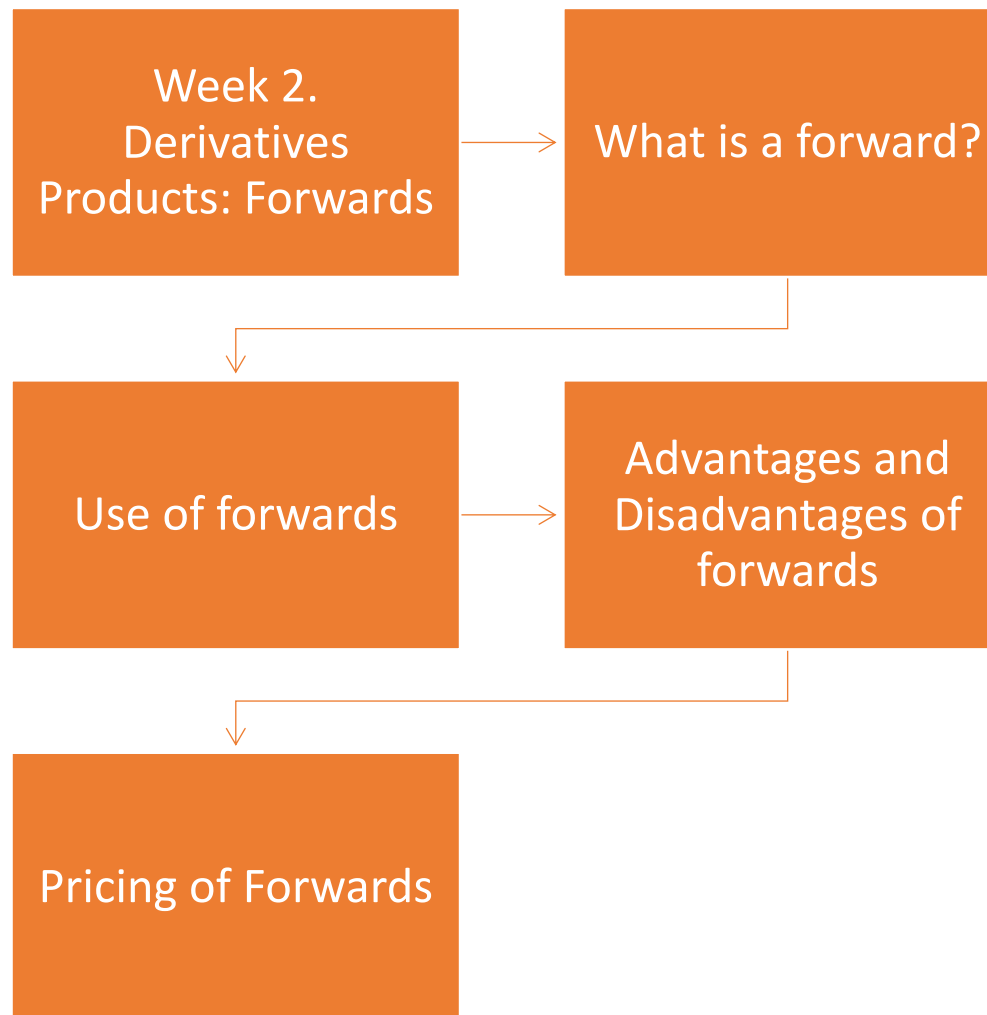 Week 2.
Derivatives
Products: Forwards
What is a forward?
Use of forwards
Advantages and
Disadvantages of
forwards
Pricing of Forwards